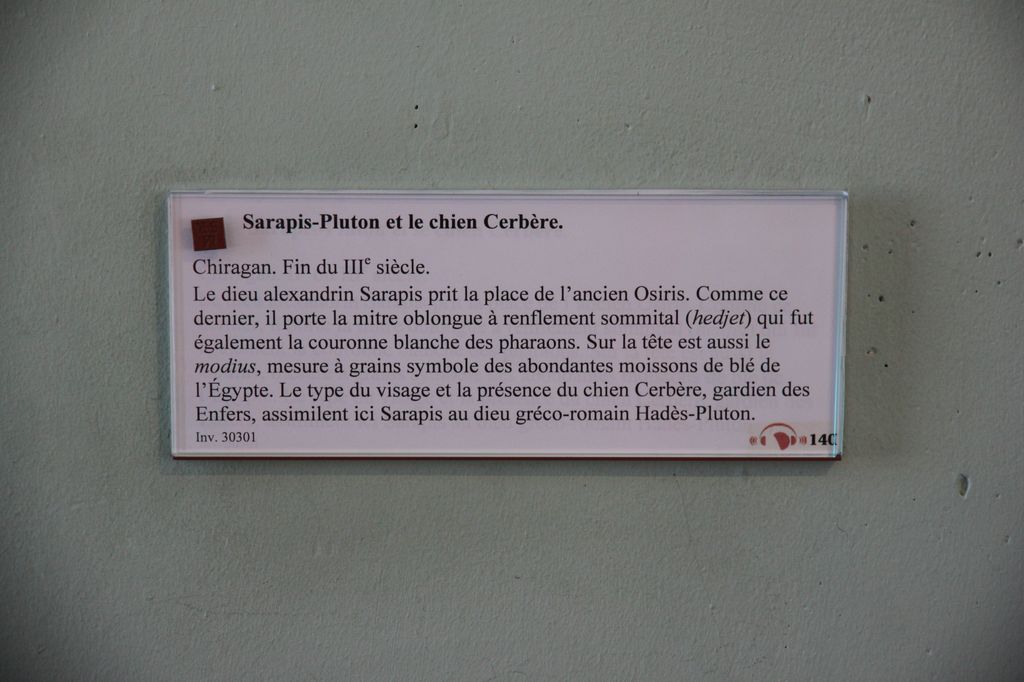 Sarapis-Pluton et le chien Cerbère.
Chiragan. Fin du IIIe siècle.
Le dieu alexandrin Sarapis prit la place de l'ancien Osiris. Comme ce
dernier, il porte la mitre oblongue à renflement sommital (hedjet) qui fut
également la couronne blanche des pharaons. Sur la tête est aussi le
modius, mesure à grains symbole des abondantes moissons de blé de
l'Égypte. Le type du visage et la présence du chien Cerbère, gardien des
Enfers, assimilent ici Sarapis au dieu gréco-romain Hadès-Pluton.
Inv. 30301